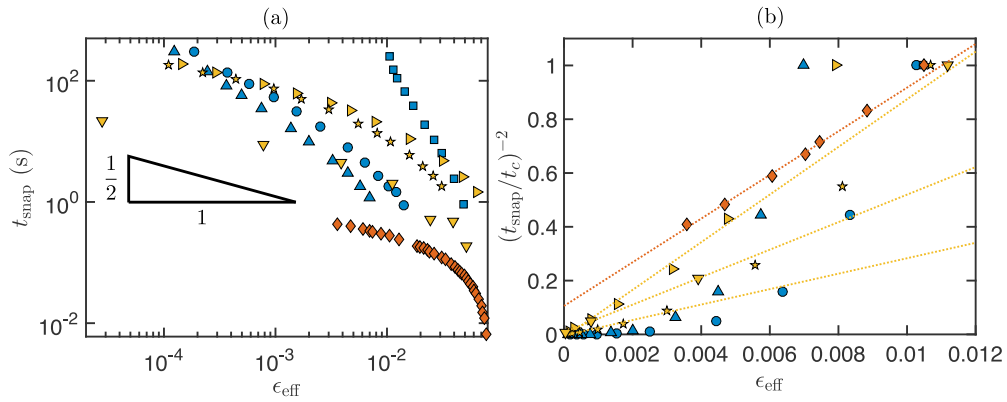 (a)
t_snap (s)
10^2
10^0
10^-2
1/2
1
10^-4
10^-3
10^-2
ϵ_eff
(b)
(t_snap/t_c)^-2
1
0.8
0.6
0.4
0.2
0
0 0.002 0.004 0.006 0.008 0.01 0.012
ϵ_eff